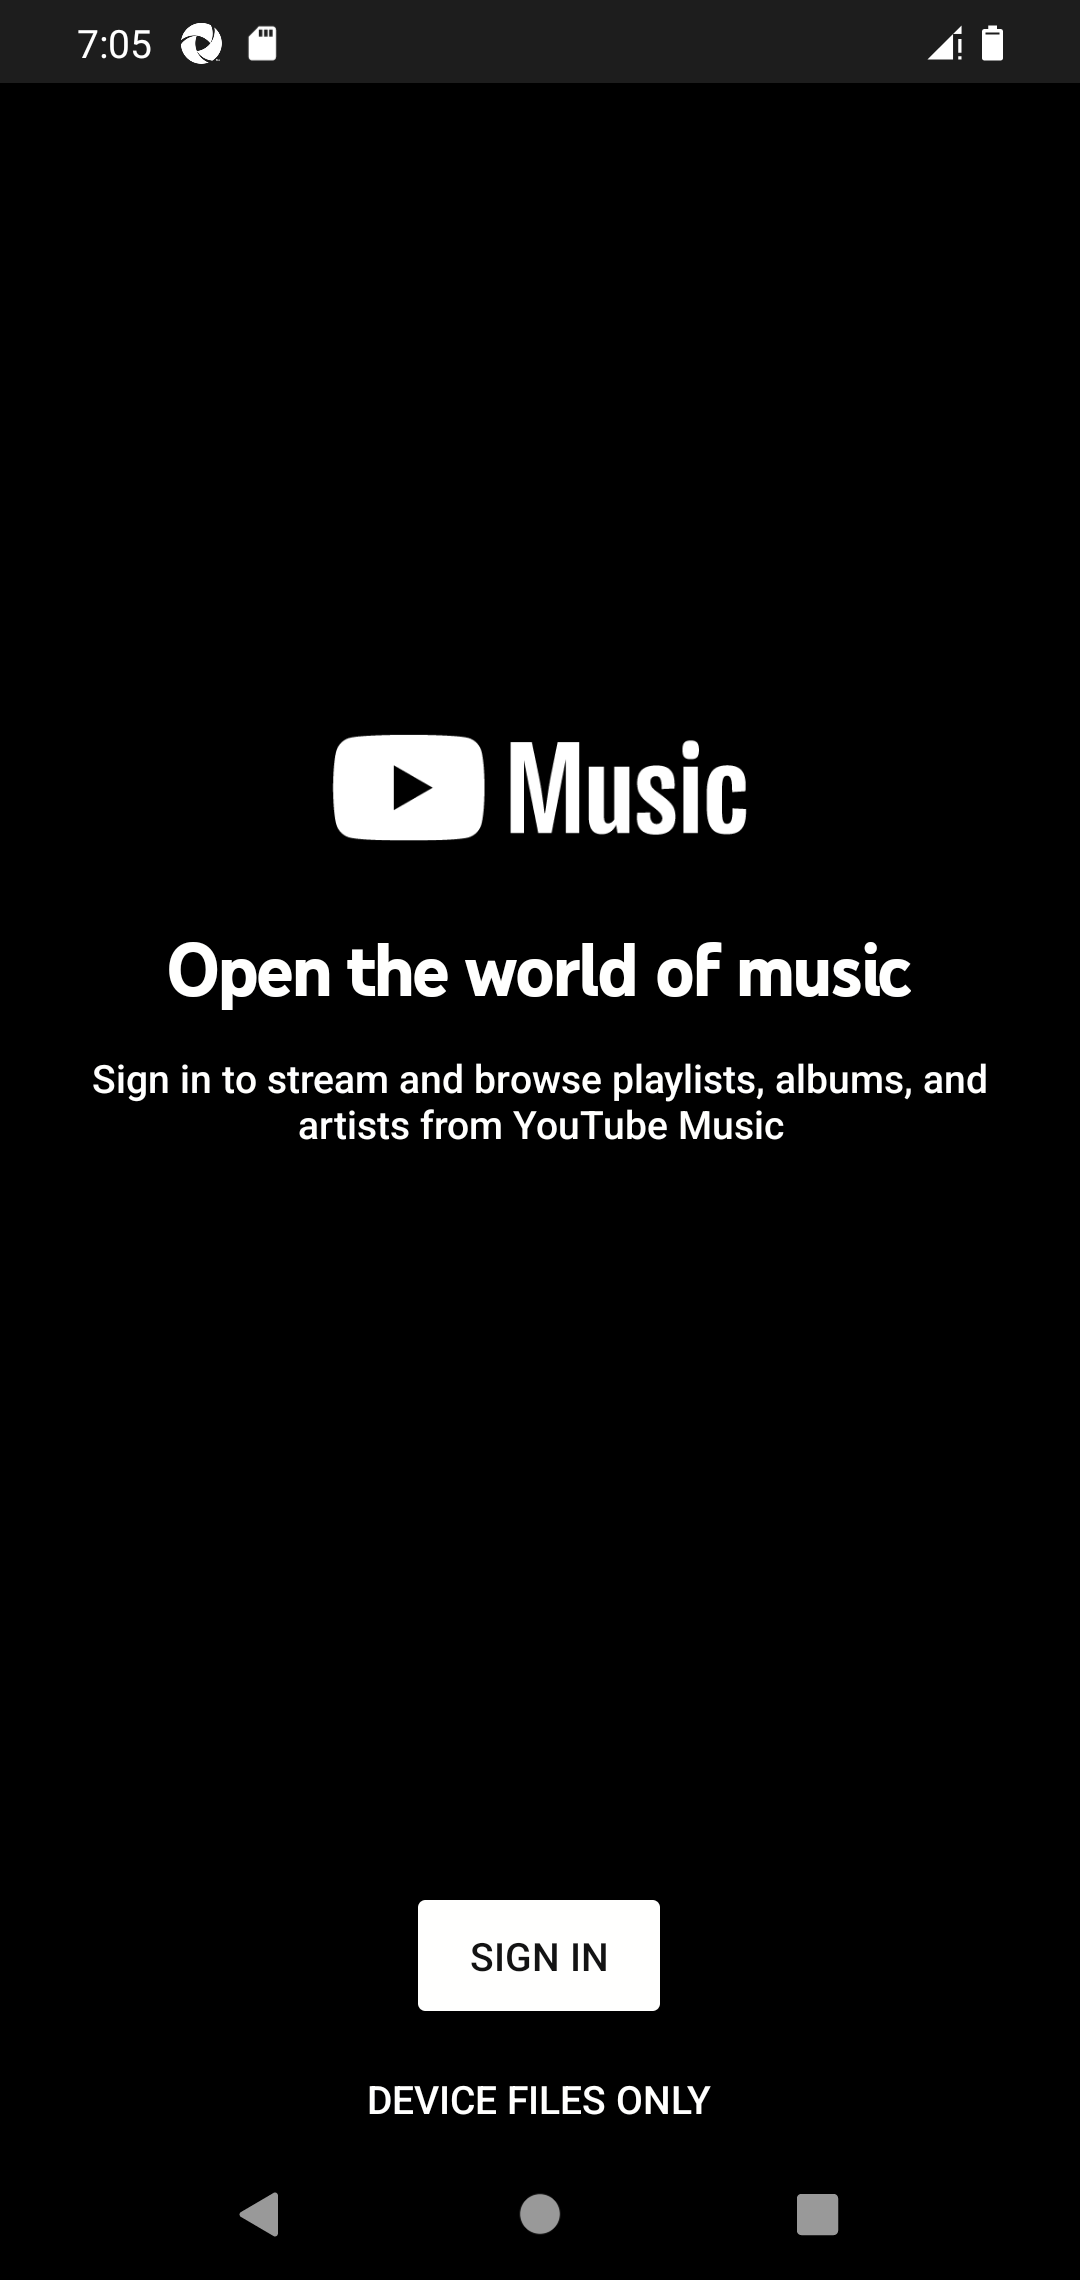 7:05
Music
Open the world of music
Sign in to stream and browse playlists, albums, and
artists from YouTube Music
SIGN IN
DEVICE FILES ONLY